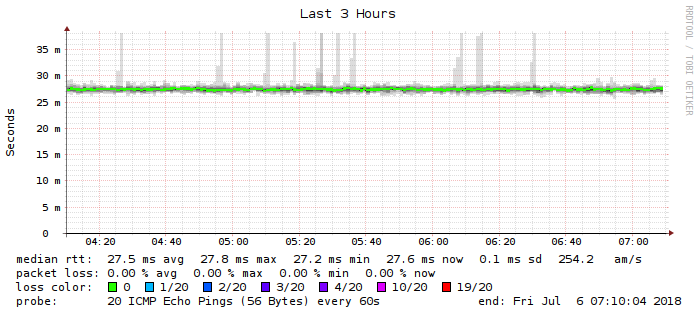 Last 3 Hours
RRDTOOL / TOBI OETIKER
Seconds
35 m
30 m
25 m
20 m
15 m
10 m
5 m
0
04:20 04:40 05:00 05:20 05:40 06:00 06:20 06:40 07:00
median rtt: 27.5 ms avg 27.8 ms max 27.2 ms min 27.6 ms now 0.1 ms sd 254.2 am/s
packet loss: 0.00 % avg 0.00 % max 0.00 % min 0.00 % now
loss color: 0 1/20 2/20 3/20 4/20 10/20 19/20
probe: 20 ICMP Echo Pings (56 Bytes) every 60s end: Fri Jul 6 07:10:04 2018